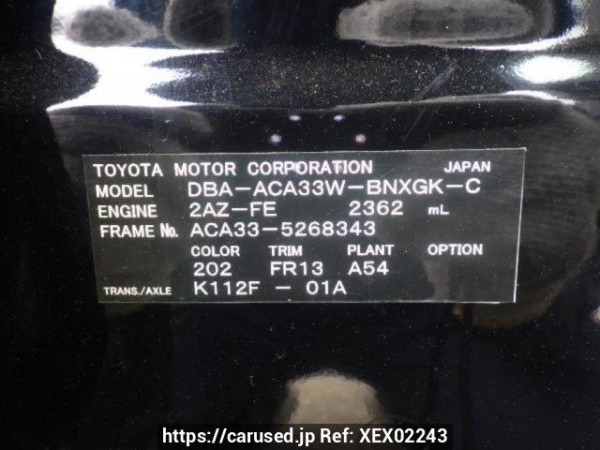 TOYOTA MOTOR CORPORATION JAPAN
MODEL DBA-ACA33W-BNXGK-C
ENGINE 2AZ-FE 2362 mL
FRAME No. ACA33-5268343
COLOR TRIM PLANT OPTION
202 FR13 A54
TRANS./AXLE K112F - 01A
https://carused.jp Ref: XEX02243